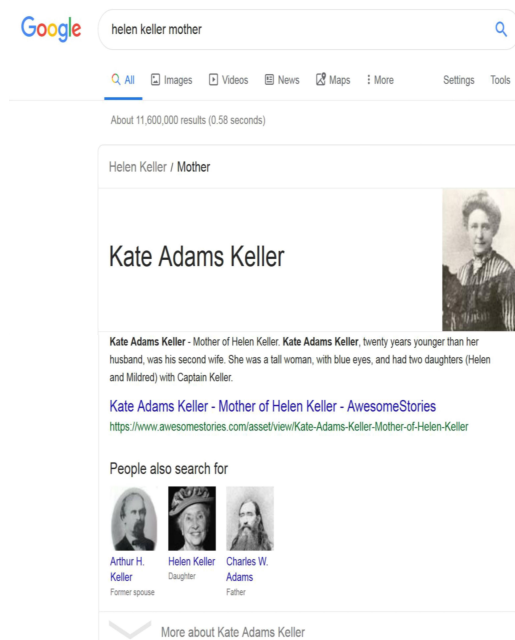 Google
helen keller mother
All Images Videos News Maps More Settings Tools
About 11,600,000 results (0.58 seconds)
Helen Keller / Mother
Kate Adams Keller
Kate Adams Keller - Mother of Helen Keller. Kate Adams Keller, twenty years younger than her
husband, was his second wife. She was a tall woman, with blue eyes, and had two daughters (Helen
and Mildred) with Captain Keller.
Kate Adams Keller - Mother of Helen Keller - AwesomeStories
https://www.awesomestories.com/asset/view/Kate-Adams-Keller-Mother-of-Helen-Keller
People also search for
Arthur H. Keller
Former spouse
Helen Keller
Daughter
Charles W. Adams
Father
More about Kate Adams Keller